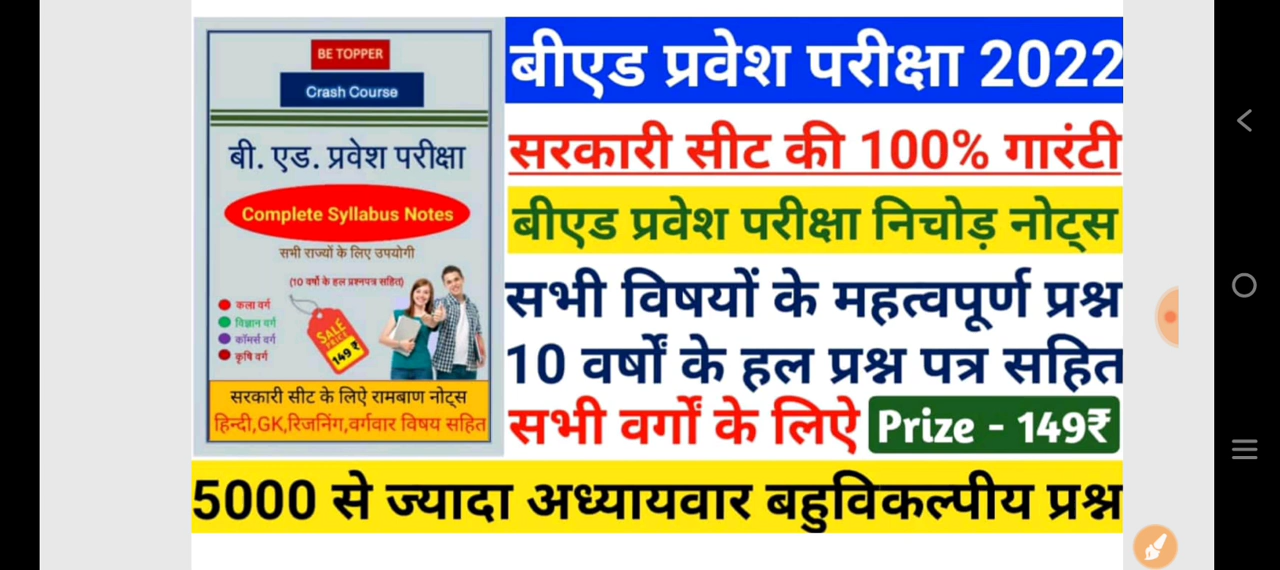 BE TOPPER
Crash Course
बी. एड. प्रवेश परीक्षा
Complete Syllabus Notes
सभी राज्यों के लिए उपयोगी
(10 वर्षो के हल प्रश्नपत्र सहित)
कला वर्ग
विज्ञान वर्ग
कॉमर्स वर्ग
कृषि वर्ग
SALE
PRICE
149 ₹
सरकारी सीट के लिऐ रामबाण नोट्स
हिन्दी,GK,रिजनिंग,वर्गवार विषय सहित
बीएड प्रवेश परीक्षा 2022
सरकारी सीट की 100% गारंटी
बीएड प्रवेश परीक्षा निचोड़ नोट्स
सभी विषयों के महत्वपूर्ण प्रश्न
10 वर्षों के हल प्रश्न पत्र सहित
सभी वर्गों के लिऐ Prize - 149₹
5000 से ज्यादा अध्यायवार बहुविकल्पीय प्रश्न